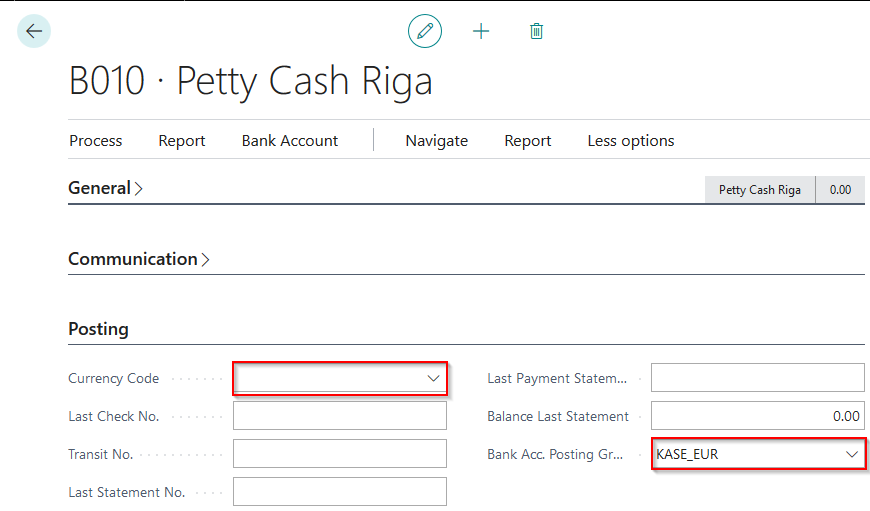 B010 · Petty Cash Riga
Process Report Bank Account Navigate Report Less options
General Petty Cash Riga 0.00
Communication
Posting
Currency Code
Last Payment Statem...
Last Check No.
Balance Last Statement 0.00
Transit No.
Bank Acc. Posting Gr... KASE_EUR
Last Statement No.